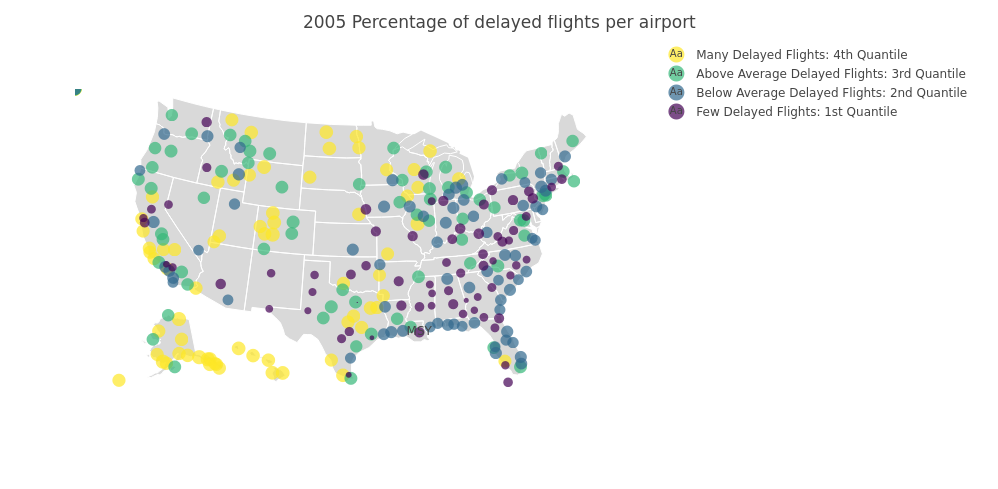 2005 Percentage of delayed flights per airport
Aa Many Delayed Flights: 4th Quantile
Aa Above Average Delayed Flights: 3rd Quantile
Aa Below Average Delayed Flights: 2nd Quantile
Aa Few Delayed Flights: 1st Quantile
MSY